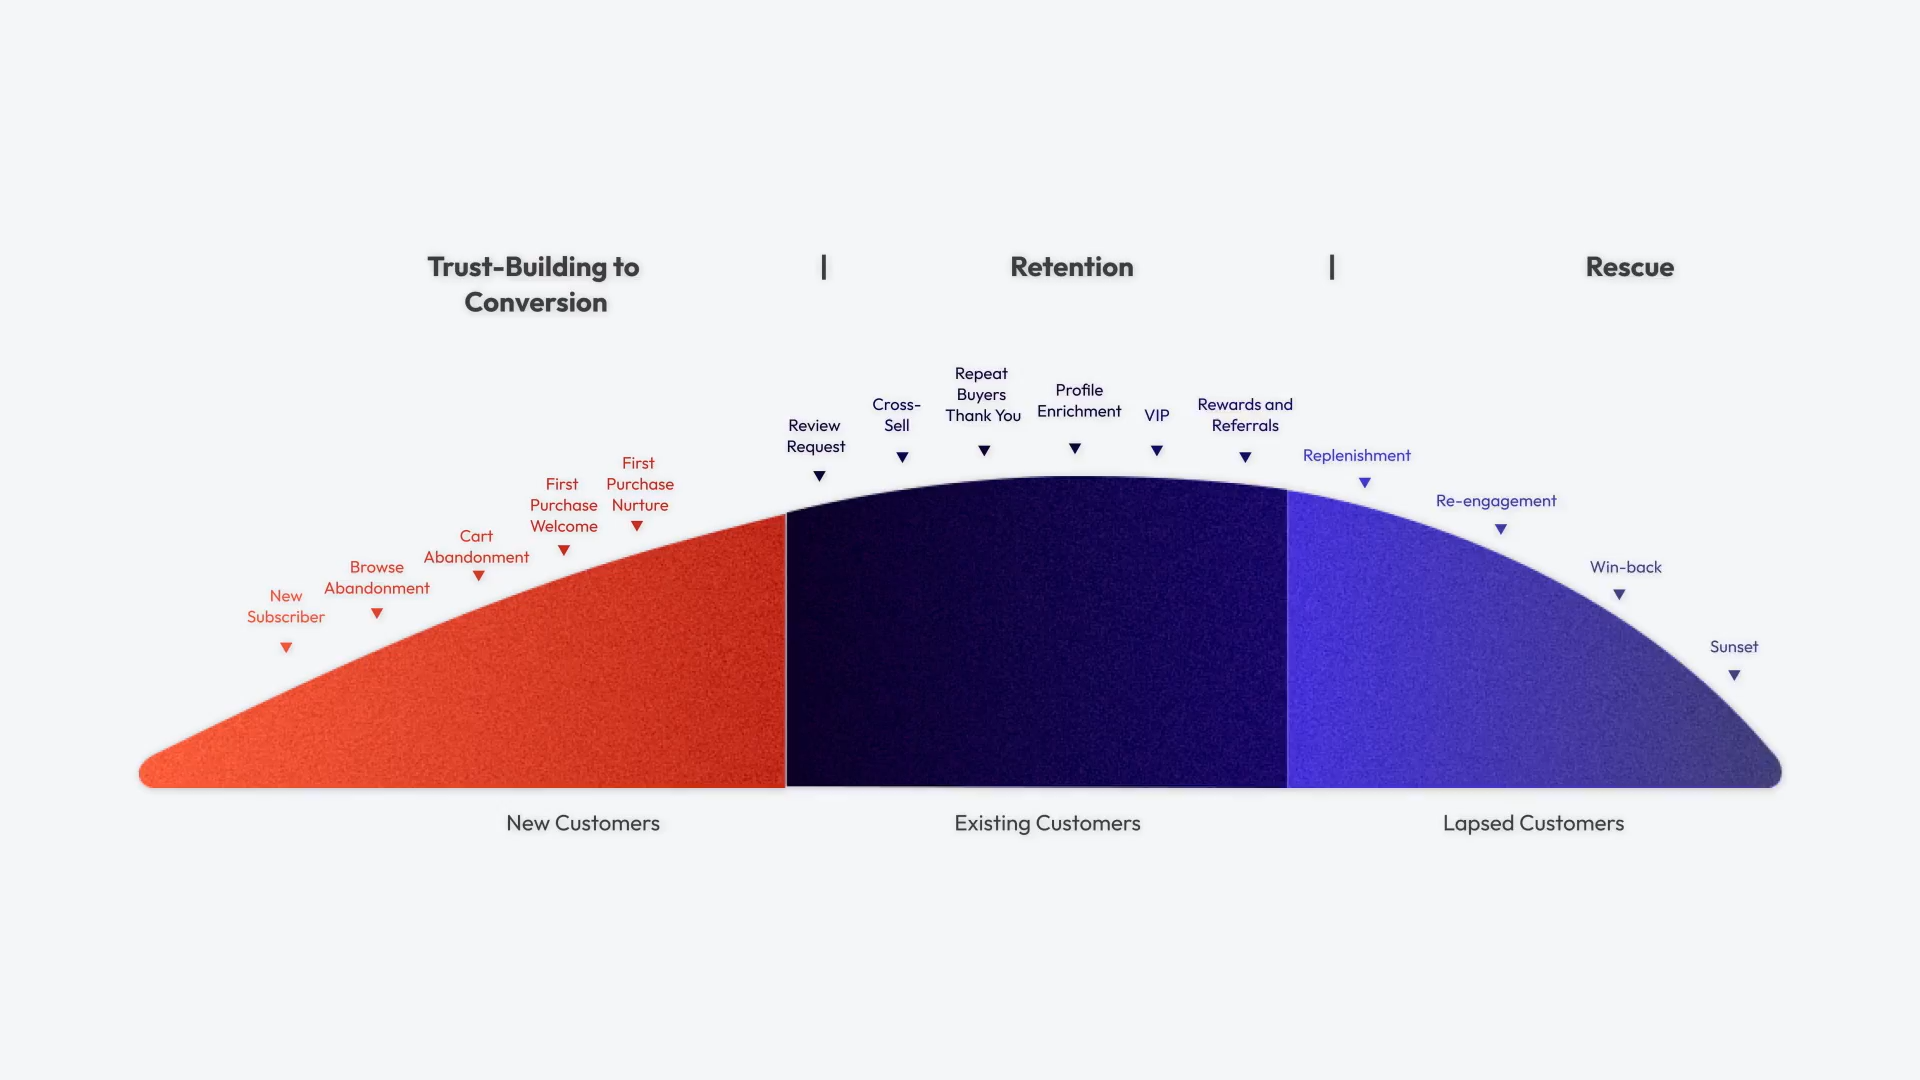 Trust-Building to
Conversion
|
Retention
|
Rescue
New
Subscriber
Browse
Abandonment
Cart
Abandonment
First
Purchase
Welcome
First
Purchase
Nurture
Review
Request
Cross-
Sell
Repeat
Buyers
Thank You
Profile
Enrichment
VIP
Rewards and
Referrals
Replenishment
Re-engagement
Win-back
Sunset
New Customers
Existing Customers
Lapsed Customers